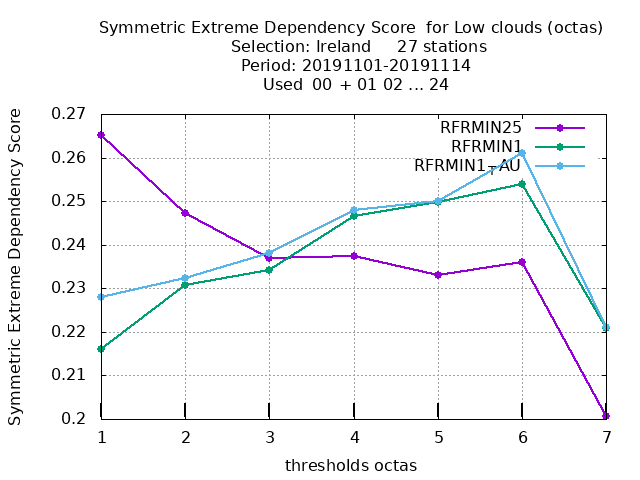 Symmetric Extreme Dependency Score  for Low clouds (octas)
Selection: Ireland     27 stations
Period: 20191101-20191114
Used  00  + 01 02 ... 24
RFRMIN25
RFRMIN1
RFRMIN1+AU
Symmetric Extreme Dependency Score
0.27
0.26
0.25
0.24
0.23
0.22
0.21
0.2
1 2 3 4 5 6 7
thresholds octas